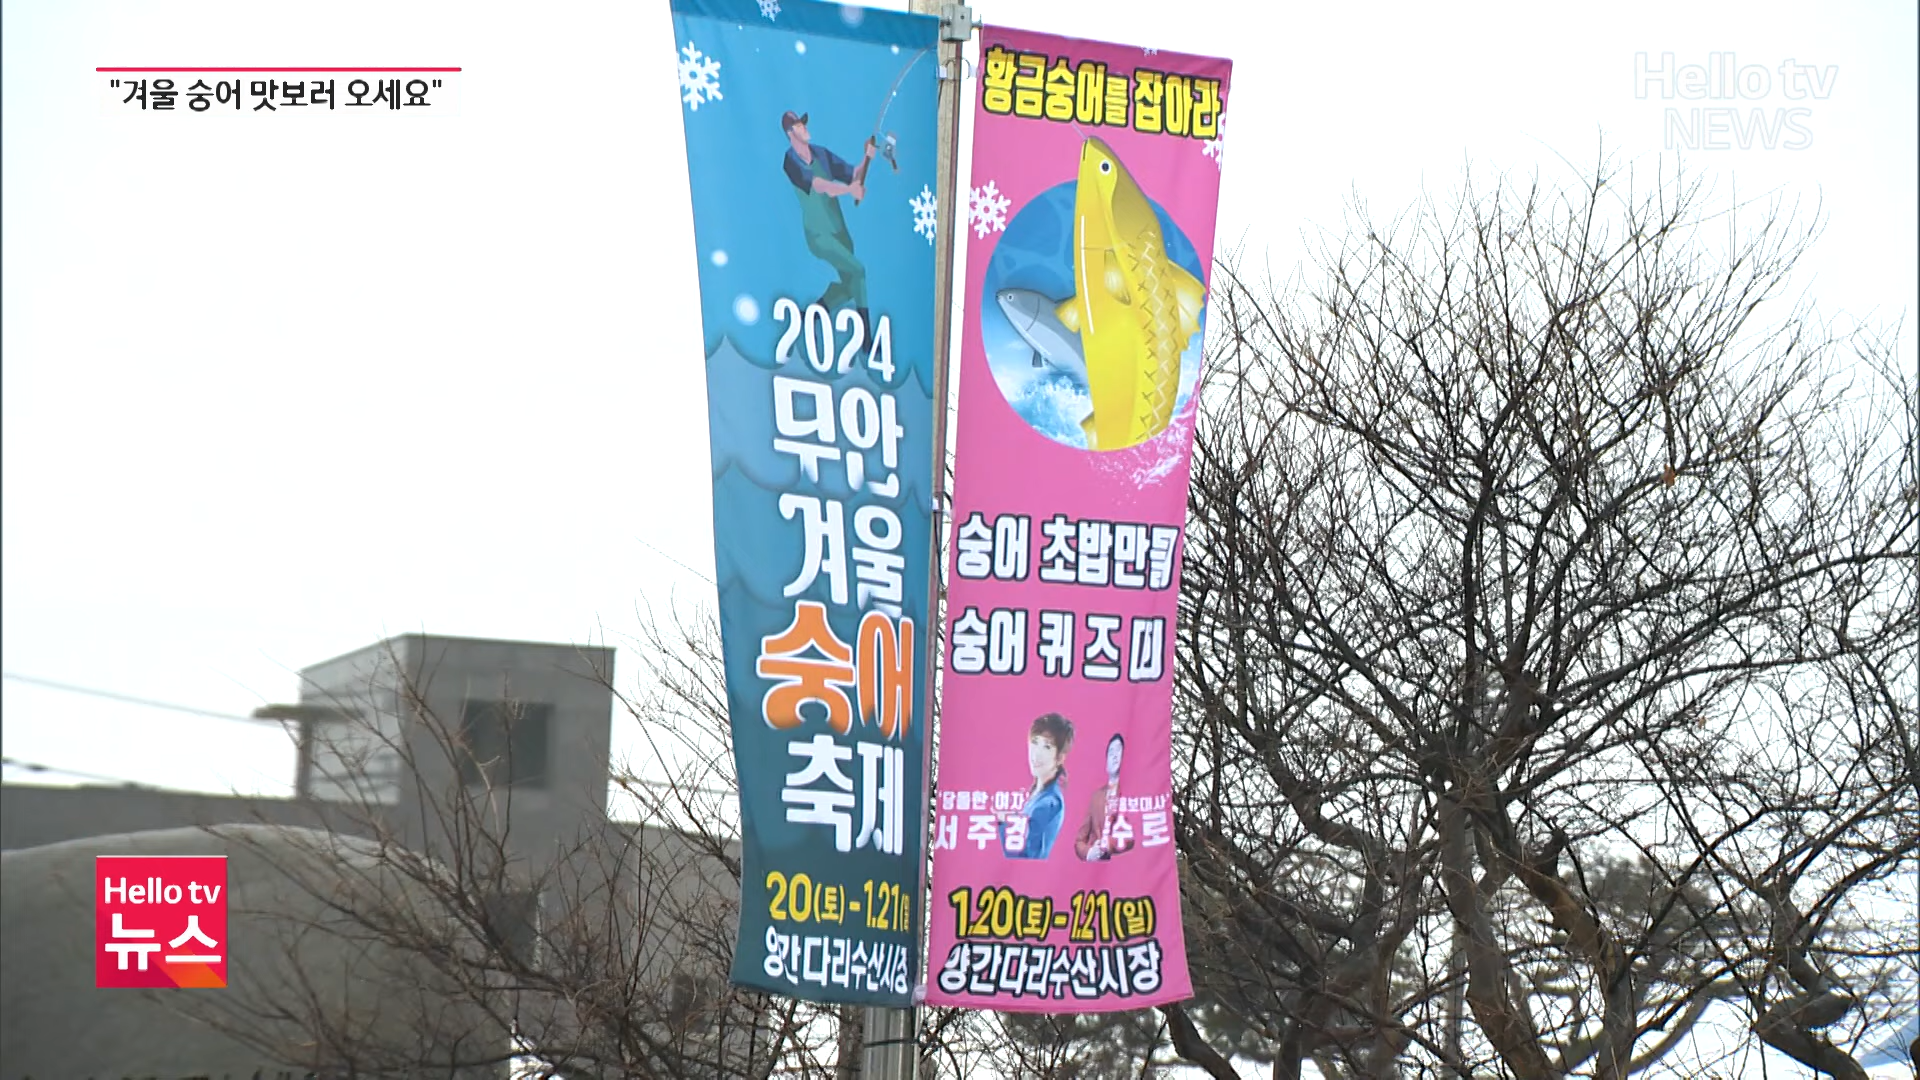 "겨울 숭어 맛보러 오세요"
Hello tv
NEWS
2024
무안
겨울
숭어
축제
20(토)-1.21(일
양간다리수산시장
황금숭어를 잡아라
숭어 초밥만들
숭어 퀴즈
당돌한 여자
서주경
홍보대사
수로
1.20(토)-1.21(일)
양간다리수산시장
Hello tv
뉴스